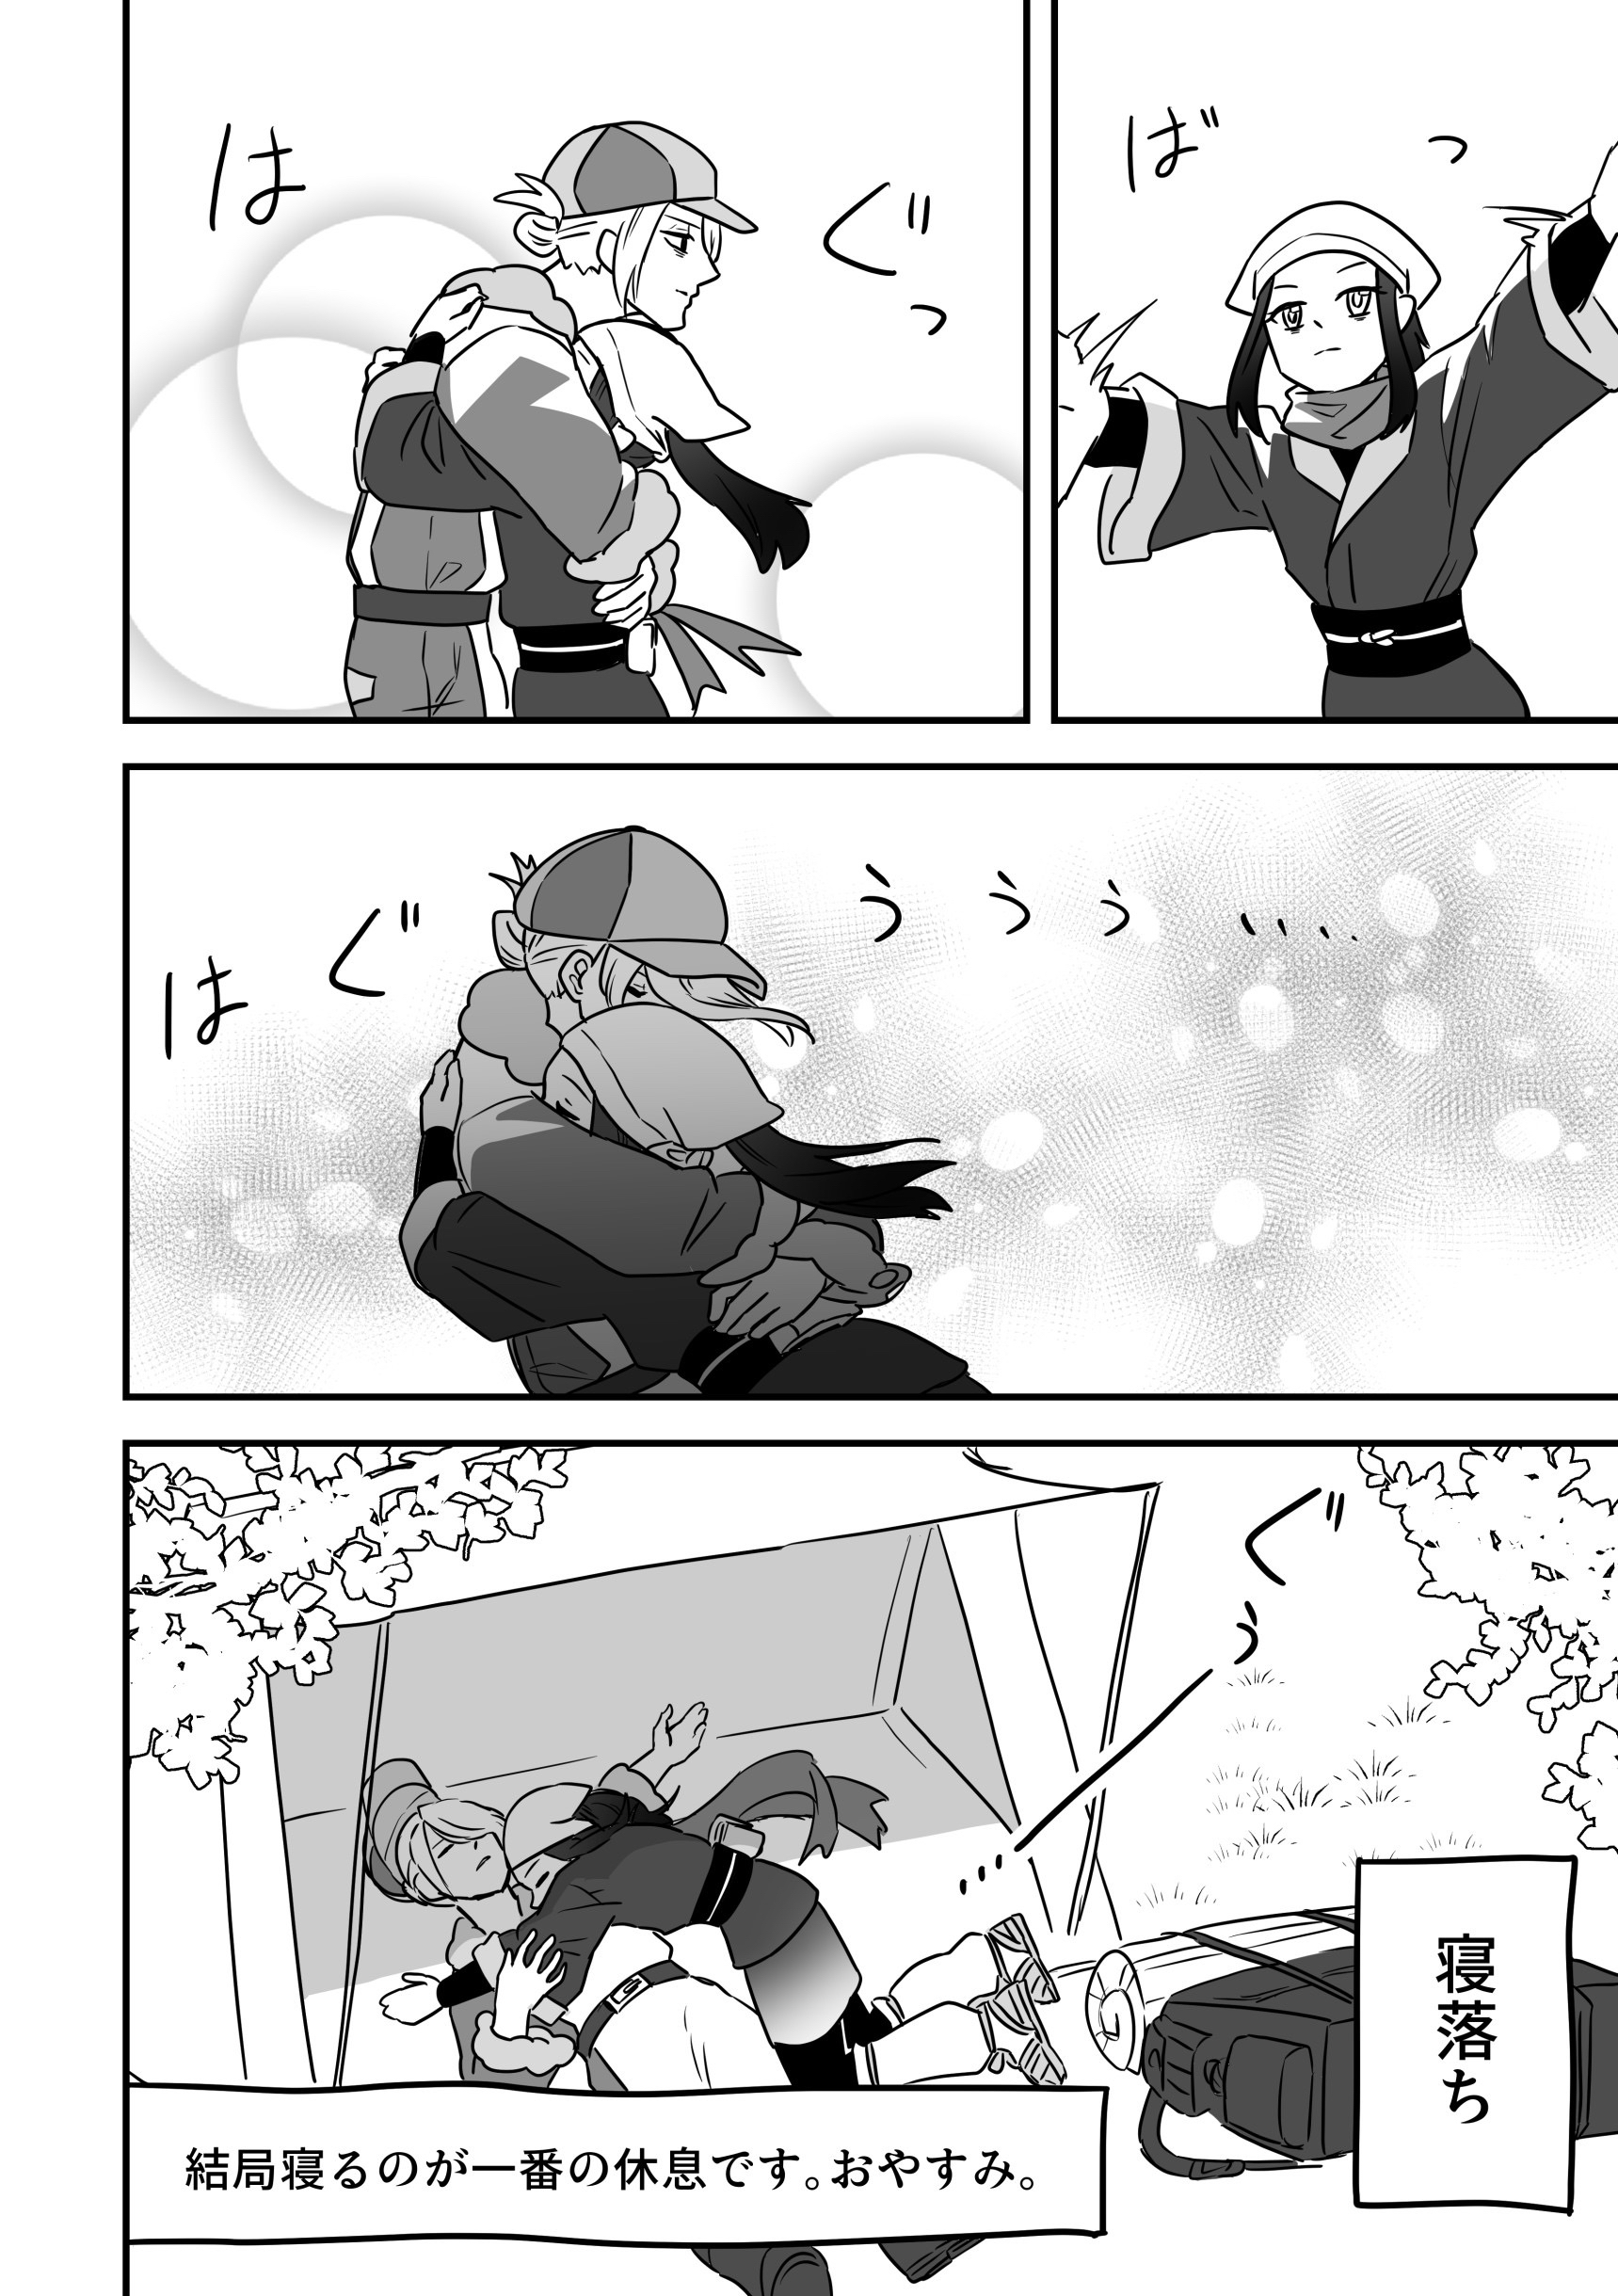 ばっ
はぐっ
はぐううぅ....
ぐぅ...
寝落ち
結局寝るのが一番の休息です。おやすみ。